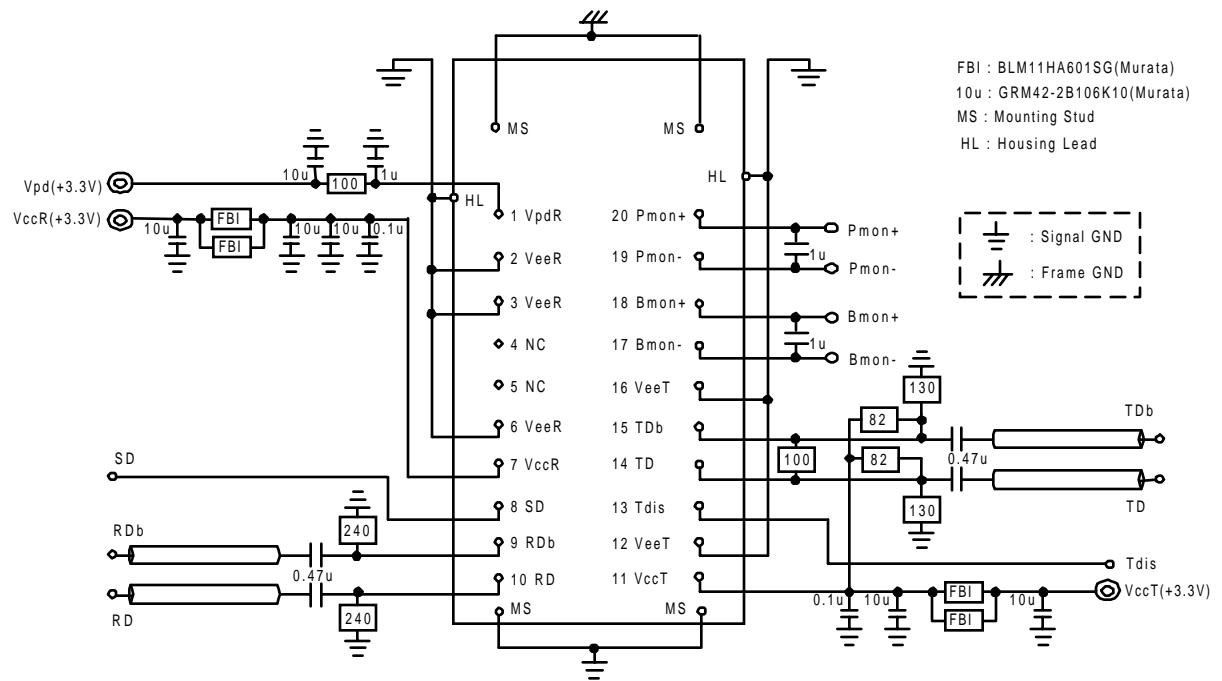 FBI : BLM11HA601SG(Murata)
10u : GRM42-2B106K10(Murata)
MS : Mounting Stud
HL : Housing Lead
MS
MS
10u
1u
HL
Vpd(+3.3V)
100
HL
VccR(+3.3V)
FBI
FBI
10u
10u
10u
0.1u
1 VpdR
2 VeeR
3 VeeR
4 NC
5 NC
6 VeeR
7 VccR
8 SD
9 RDb
10 RD
MS
20 Pmon+
19 Pmon-
18 Bmon+
17 Bmon-
16 VeeT
15 TDb
14 TD
13 Tdis
12 VeeT
11 VccT
MS
Pmon+
1u
Pmon-
Bmon+
1u
Bmon-
: Signal GND
: Frame GND
130
82
TDb
100
82
0.47u
130
TD
SD
240
RDb
0.47u
RD
240
Tdis
0.1u
10u
FBI
FBI
10u
VccT(+3.3V)